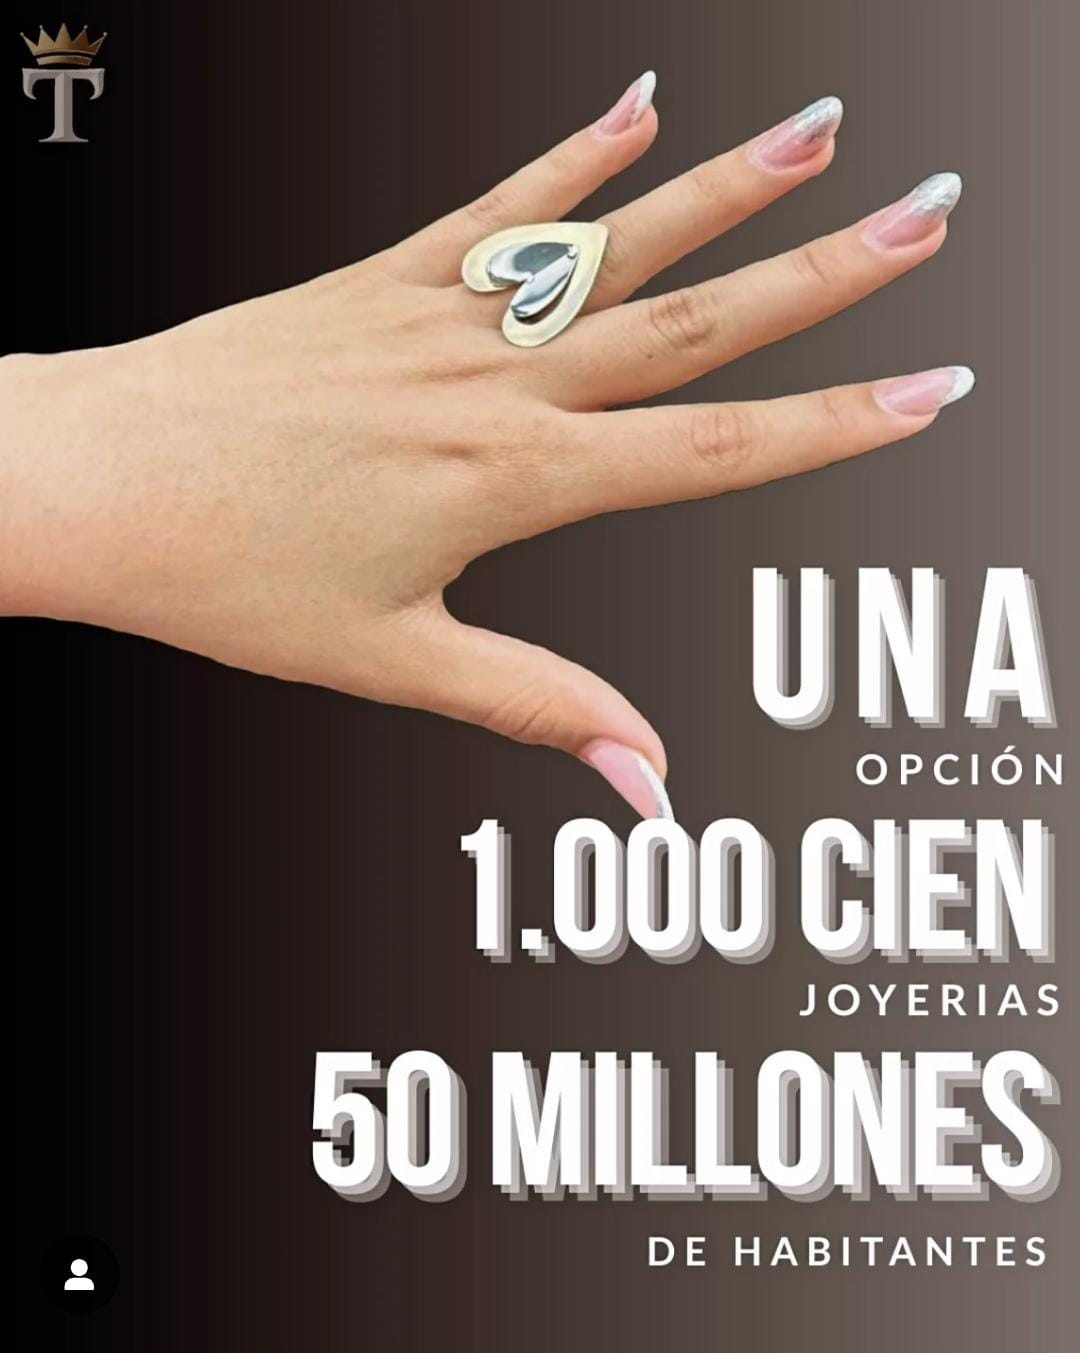 T
UNA
OPCIÓN
1.000 CIEN
JOYERIAS
50 MILLONES
DE HABITANTES